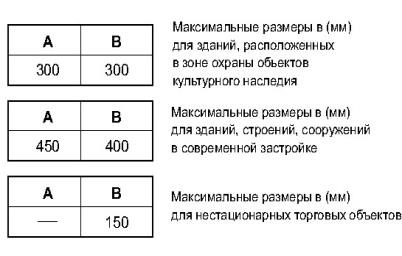 Максимальные размеры в (мм)
для зданий, расположенных
в зоне охраны обьектов
культурного наследия
A B
300 300
Максимальные размеры в (мм)
для зданий, строений, сооружений
в современной застройке
A B
450 400
Максимальные размеры в (мм)
для нестационарных торговых объектов
A B
— 150